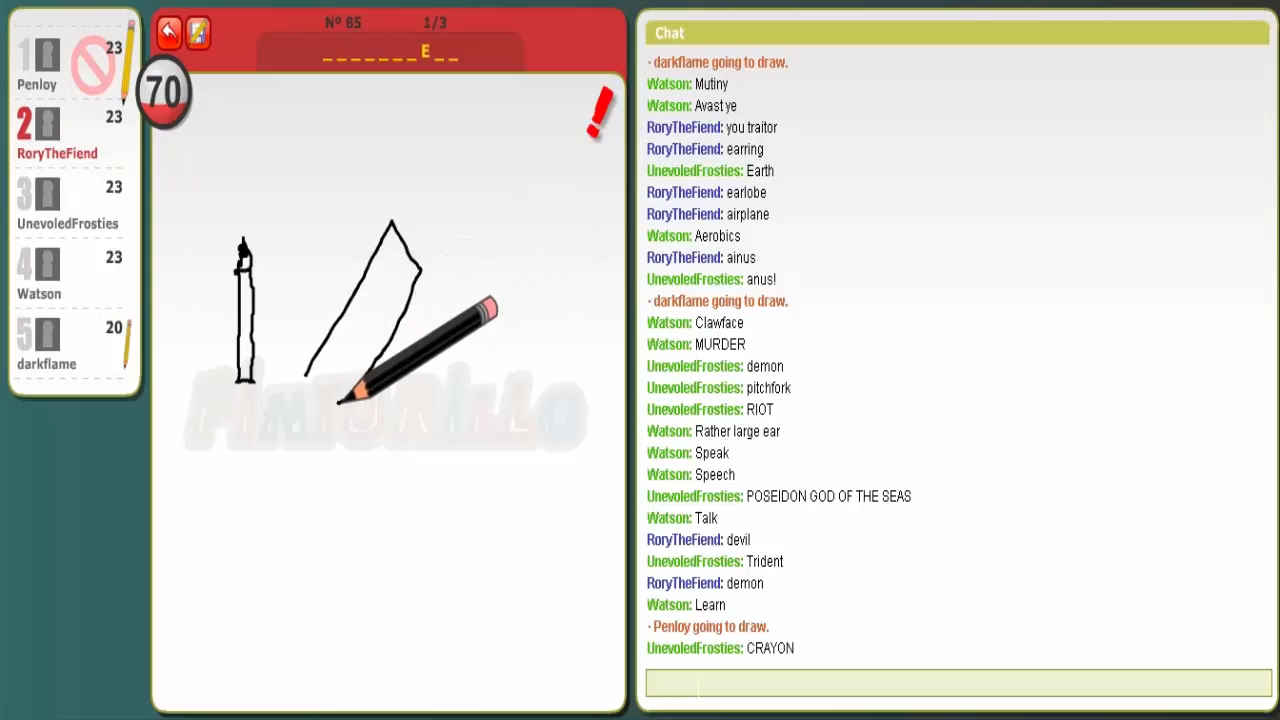 Nº 85 1/3
_ _ _ _ _ _ _ E _ _
1 23
Penloy
70
2 23
RoryTheFiend
3 23
UnevoledFrosties
4 23
Watson
5 20
darkflame
PINTURILLO
Chat
· darkflame going to draw.
Watson: Mutiny
Watson: Avast ye
RoryTheFiend: you traitor
RoryTheFiend: earring
UnevoledFrosties: Earth
RoryTheFiend: earlobe
RoryTheFiend: airplane
Watson: Aerobics
RoryTheFiend: ainus
UnevoledFrosties: anus!
· darkflame going to draw.
Watson: Clawface
Watson: MURDER
UnevoledFrosties: demon
UnevoledFrosties: pitchfork
UnevoledFrosties: RIOT
Watson: Rather large ear
Watson: Speak
Watson: Speech
UnevoledFrosties: POSEIDON GOD OF THE SEAS
Watson: Talk
RoryTheFiend: devil
UnevoledFrosties: Trident
RoryTheFiend: demon
Watson: Learn
· Penloy going to draw.
UnevoledFrosties: CRAYON